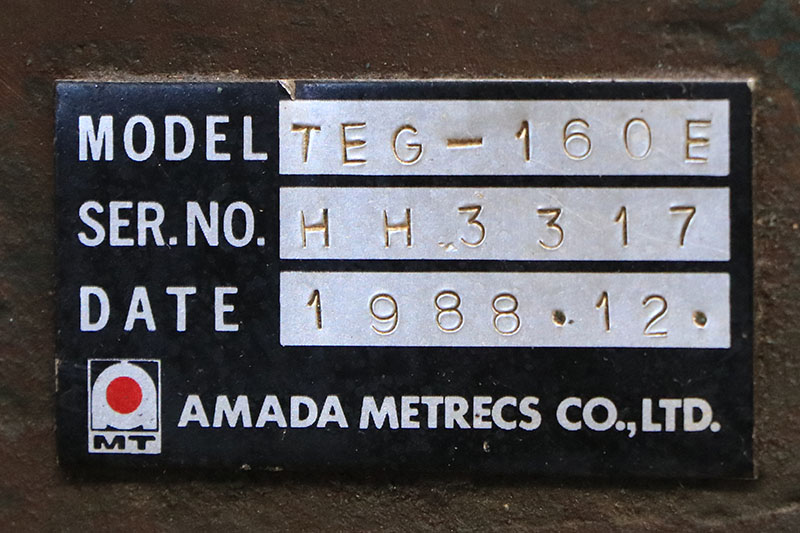 MODEL TEG-160E
SER.NO. HH3317
DATE 1988.12.
MT AMADA METRECS CO.,LTD.